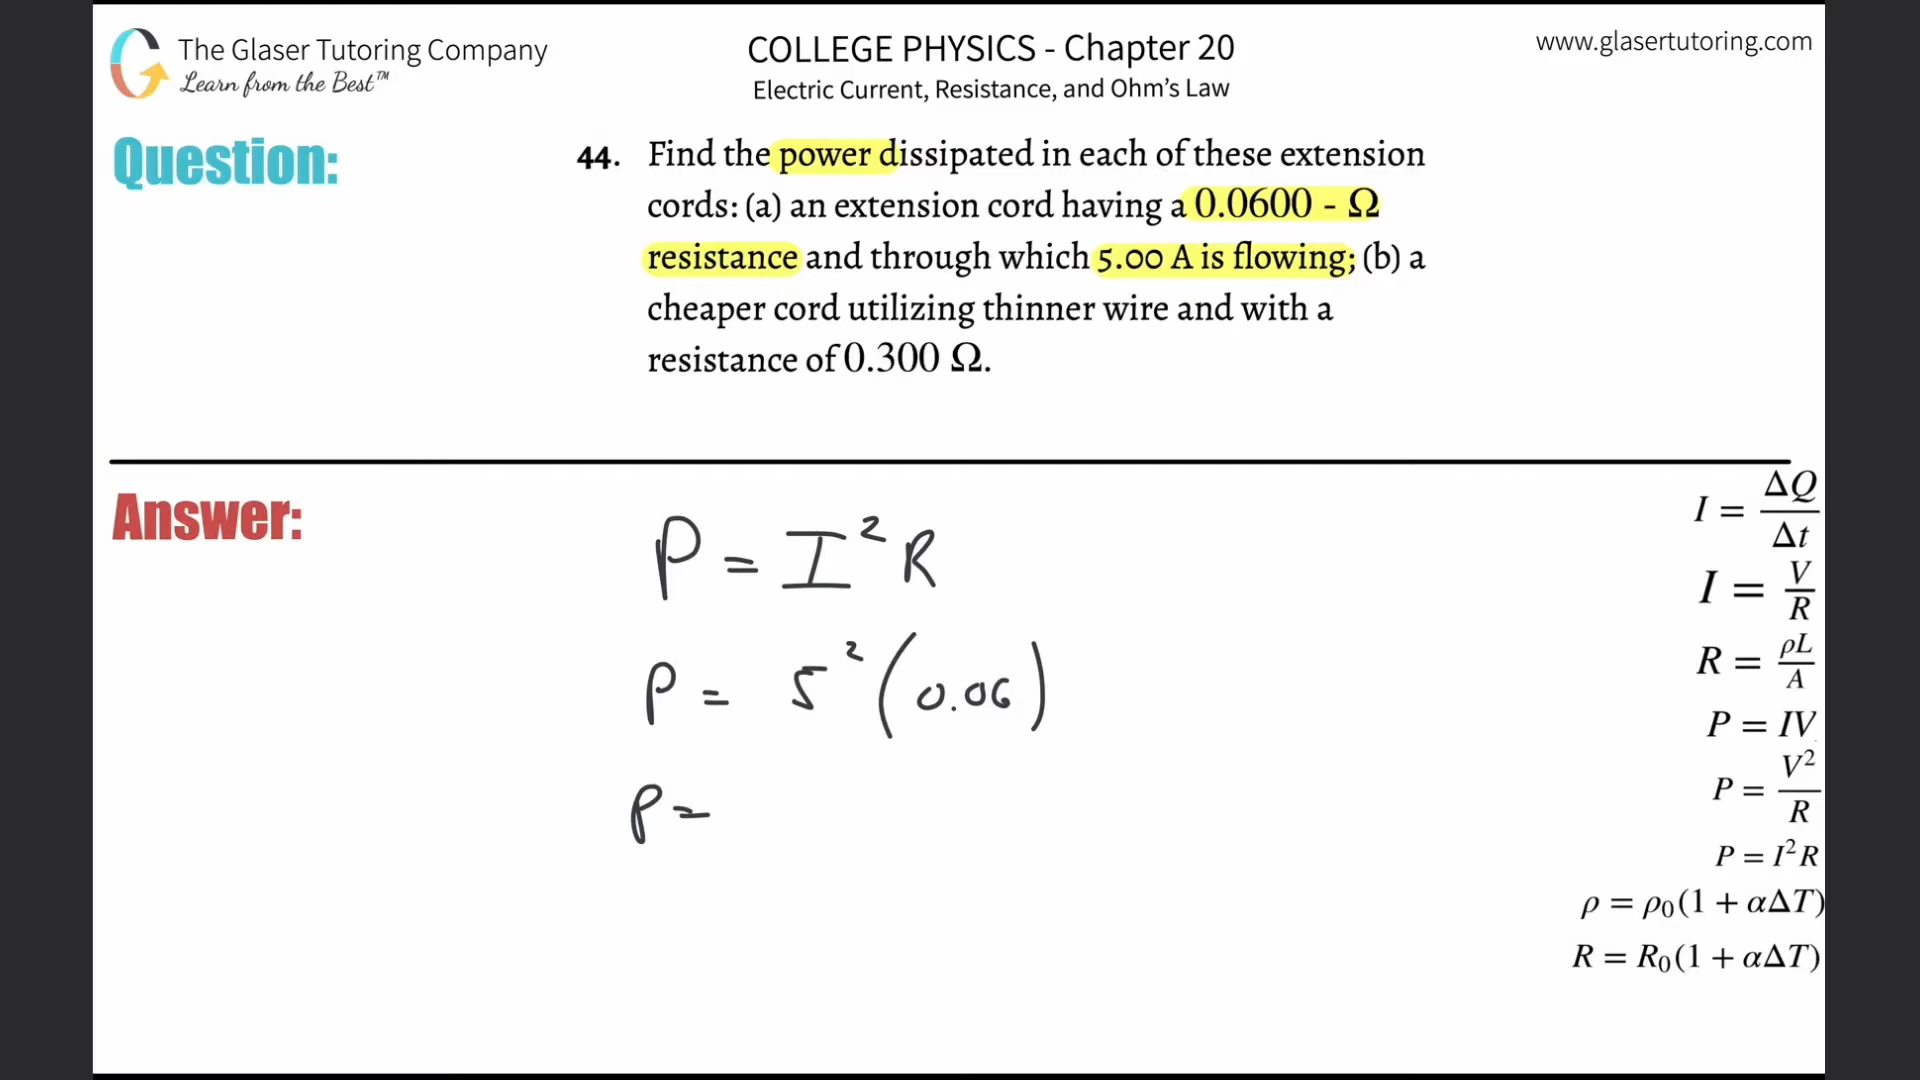 The Glaser Tutoring Company
Learn from the Best™
COLLEGE PHYSICS - Chapter 20
Electric Current, Resistance, and Ohm's Law
www.glasertutoring.com
Question:
44. Find the power dissipated in each of these extension
cords: (a) an extension cord having a 0.0600 - Ω
resistance and through which 5.00 A is flowing; (b) a
cheaper cord utilizing thinner wire and with a
resistance of 0.300 Ω.
Answer:
P = I² R
P = 5² (0.06)
P =
I = ΔQ/Δt
I = V/R
R = ρL/A
P = IV
P = V²/R
P = I²R
ρ = ρ₀(1 + αΔT)
R = R₀(1 + αΔT)